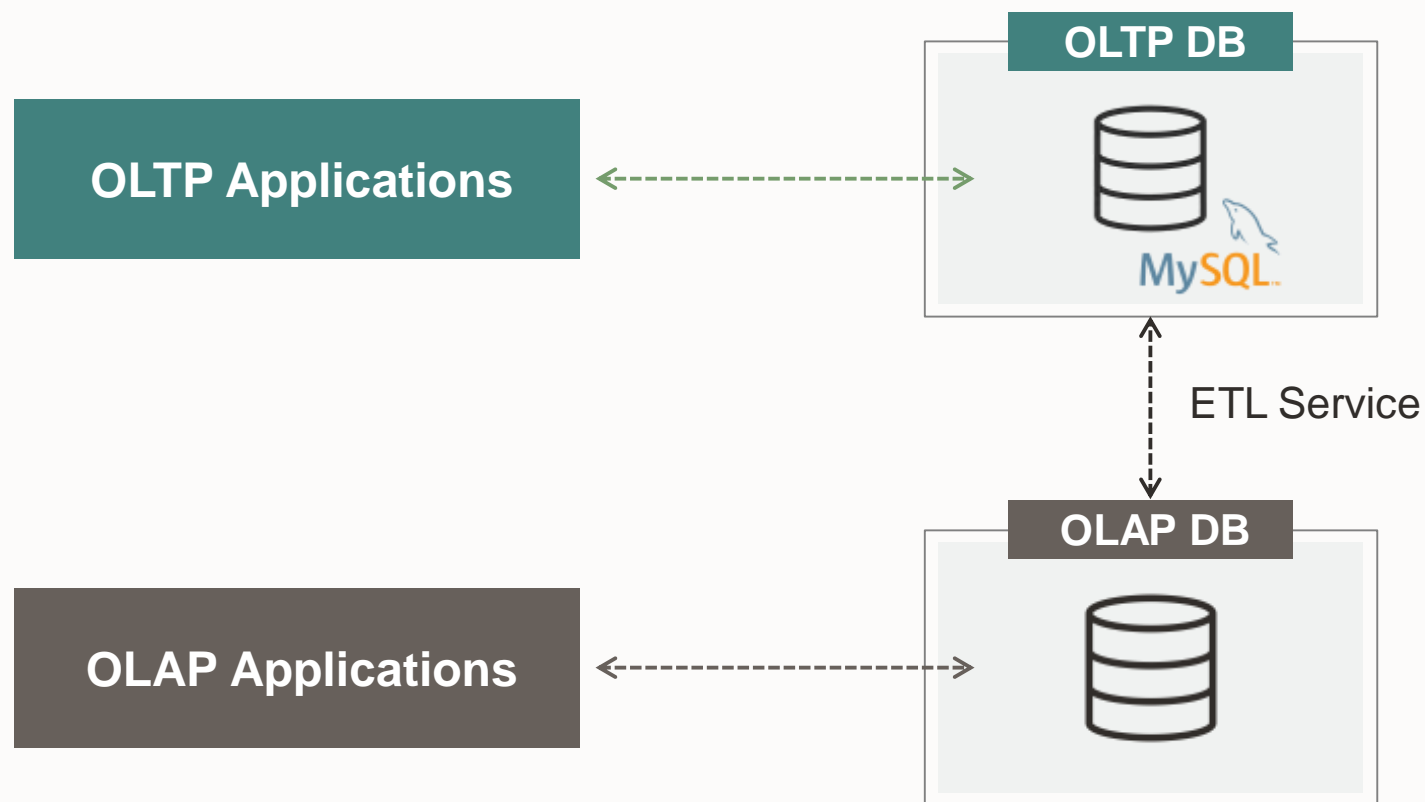 OLTP DB
OLTP Applications
MySQL
ETL Service
OLAP DB
OLAP Applications